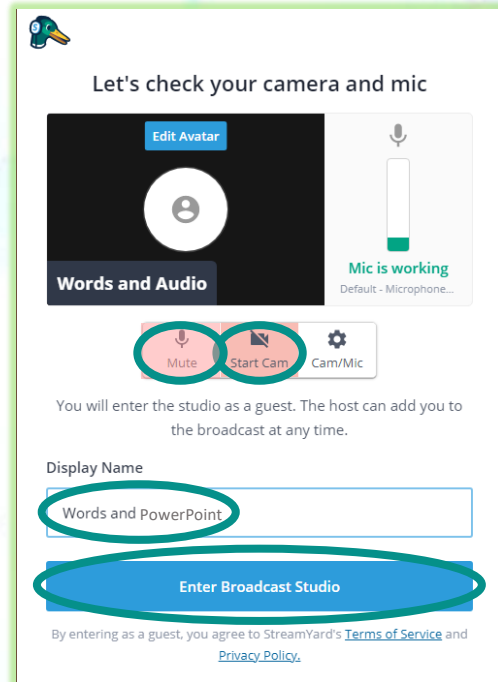 Let's check your camera and mic
Edit Avatar
Words and Audio
Mic is working
Default - Microphone...
Mute
Start Cam
Cam/Mic
You will enter the studio as a guest. The host can add you to
the broadcast at any time.
Display Name
Words and PowerPoint
Enter Broadcast Studio
By entering as a guest, you agree to StreamYard's Terms of Service and
Privacy Policy.